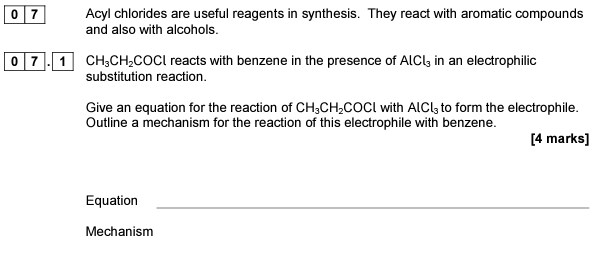 0 7 Acyl chlorides are useful reagents in synthesis. They react with aromatic compounds
and also with alcohols.
0 7 . 1 CH₃CH₂COCl reacts with benzene in the presence of AlCl₃ in an electrophilic
substitution reaction.
Give an equation for the reaction of CH₃CH₂COCl with AlCl₃ to form the electrophile.
Outline a mechanism for the reaction of this electrophile with benzene.
[4 marks]
Equation
Mechanism